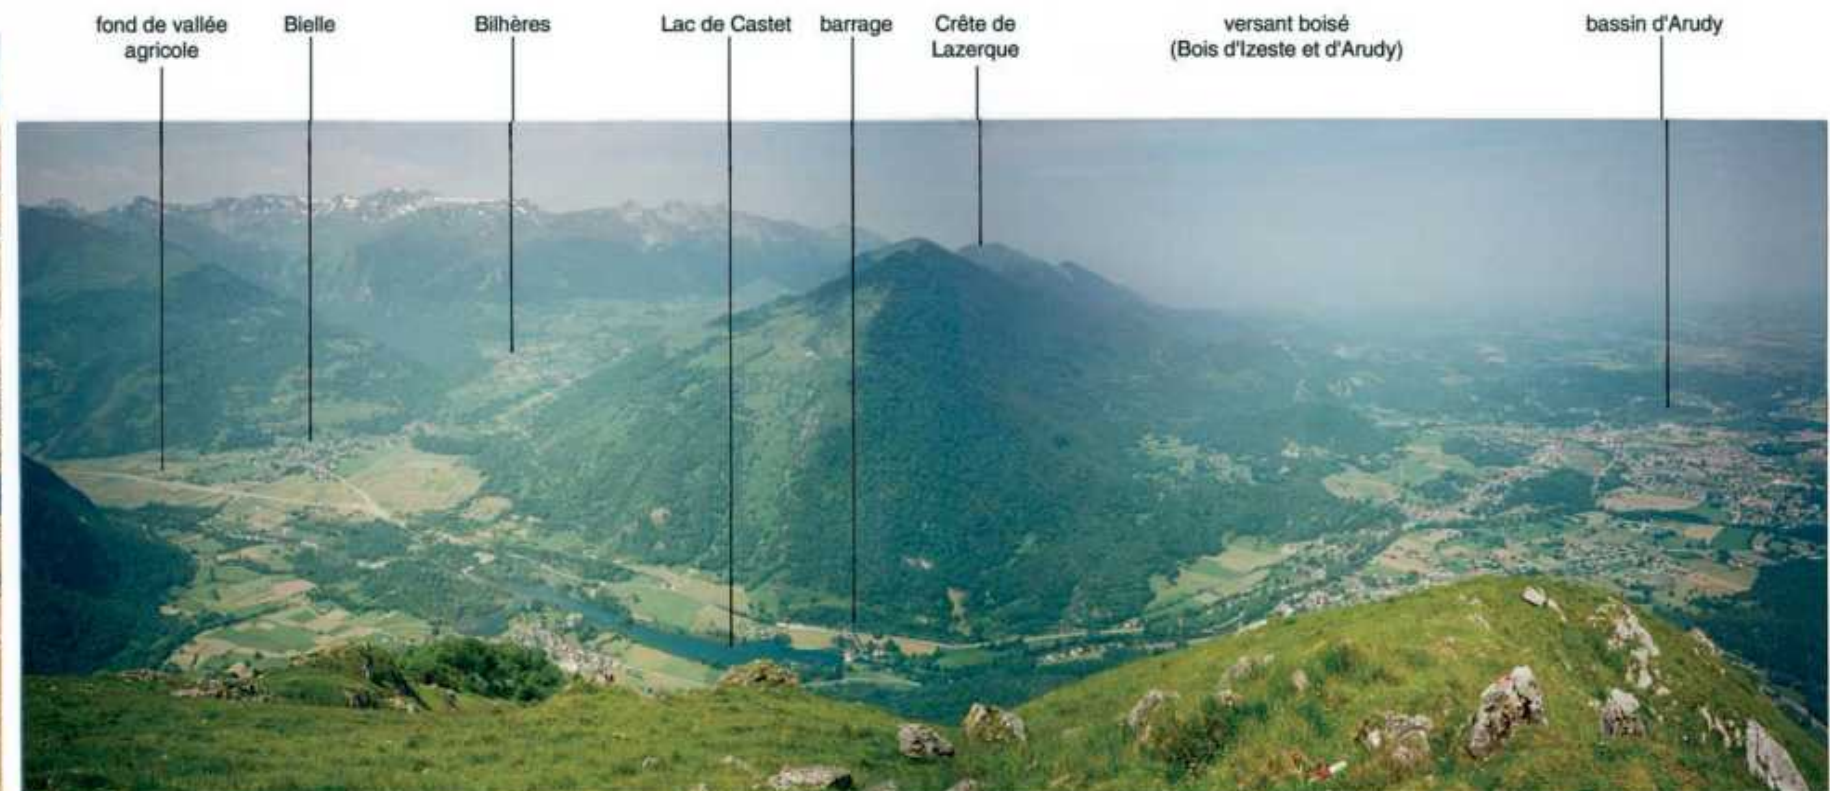 fond de vallée
agricole
Bielle
Bilhères
Lac de Castet
barrage
Crête de
Lazerque
versant boisé
(Bois d'Izeste et d'Arudy)
bassin d'Arudy